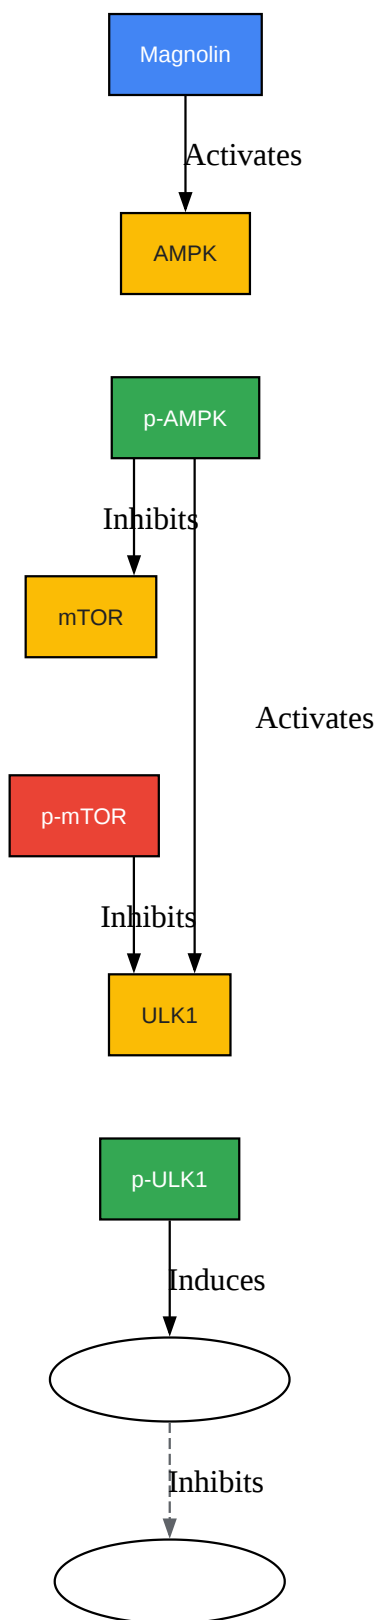 Magnolin
Activates
AMPK
p-AMPK
Inhibits
mTOR
Activates
p-mTOR
Inhibits
ULK1
p-ULK1
Induces
Inhibits